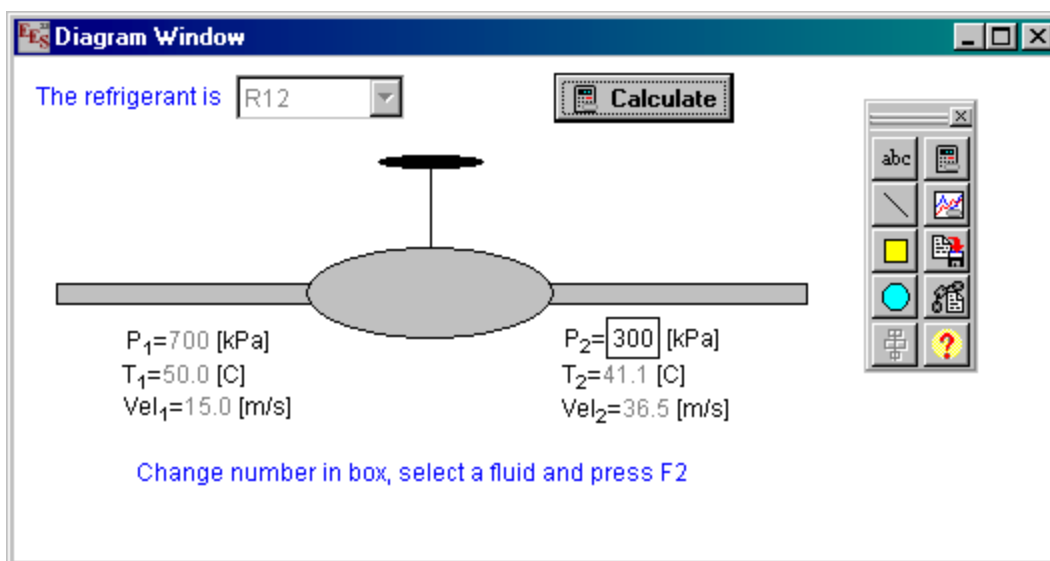 EES Diagram Window
The refrigerant is R12 Calculate
abc
P1=700 [kPa] P2=300 [kPa]
T1=50.0 [C] T2=41.1 [C]
Vel1=15.0 [m/s] Vel2=36.5 [m/s]
?
Change number in box, select a fluid and press F2